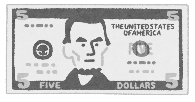 5 5
THE UNITED STATES
OF AMERICA
5 FIVE DOLLARS 5